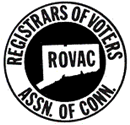 REGISTRARS OF VOTERS
ROVAC
ASSN. OF CONN.